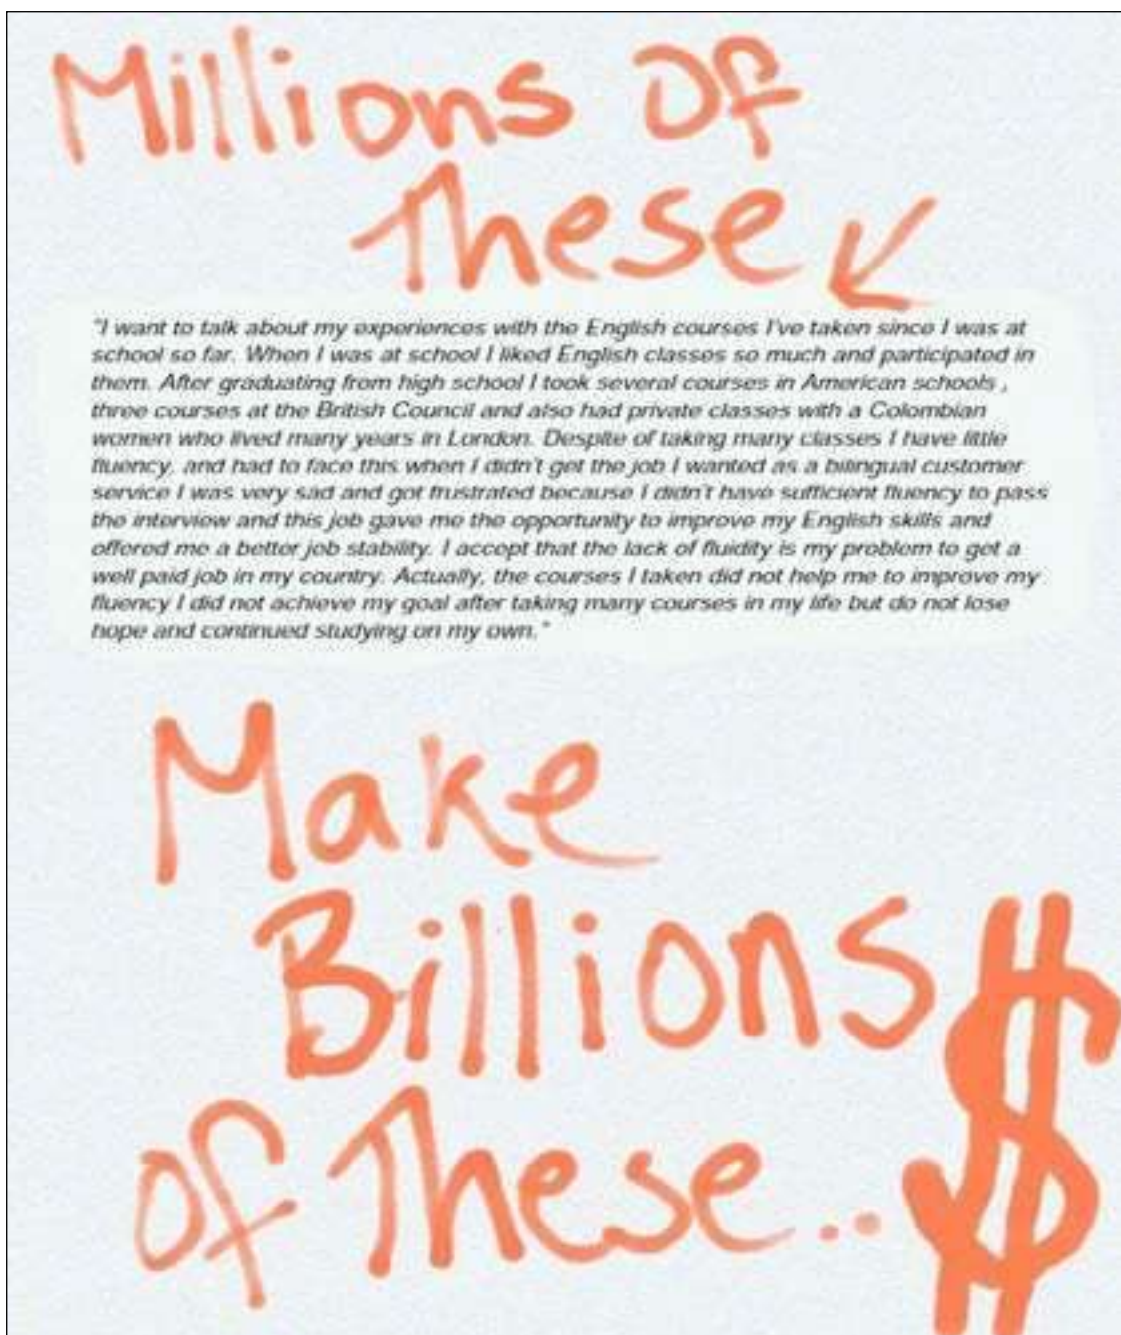 Millions Of
These
"I want to talk about my experiences with the English courses I've taken since I was at
school so far. When I was at school I liked English classes so much and participated in
them. After graduating from high school I took several courses in American schools ,
three courses at the British Council and also had private classes with a Colombian
women who lived many years in London. Despite of taking many classes I have little
fluency, and had to face this when I didn't get the job I wanted as a bilingual customer
service I was very sad and got frustrated because I didn't have sufficient fluency to pass
the interview and this job gave me the opportunity to improve my English skills and
offered me a better job stability. I accept that the lack of fluidity is my problem to get a
well paid job in my country. Actually, the courses I taken did not help me to improve my
fluency I did not achieve my goal after taking many courses in my life but do not lose
hope and continued studying on my own."
Make
Billions
of These.. $